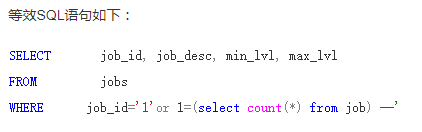 等效SQL语句如下：
SELECT job_id, job_desc, min_lvl, max_lvl
FROM jobs
WHERE job_id='1'or 1=(select count(*) from job) —'